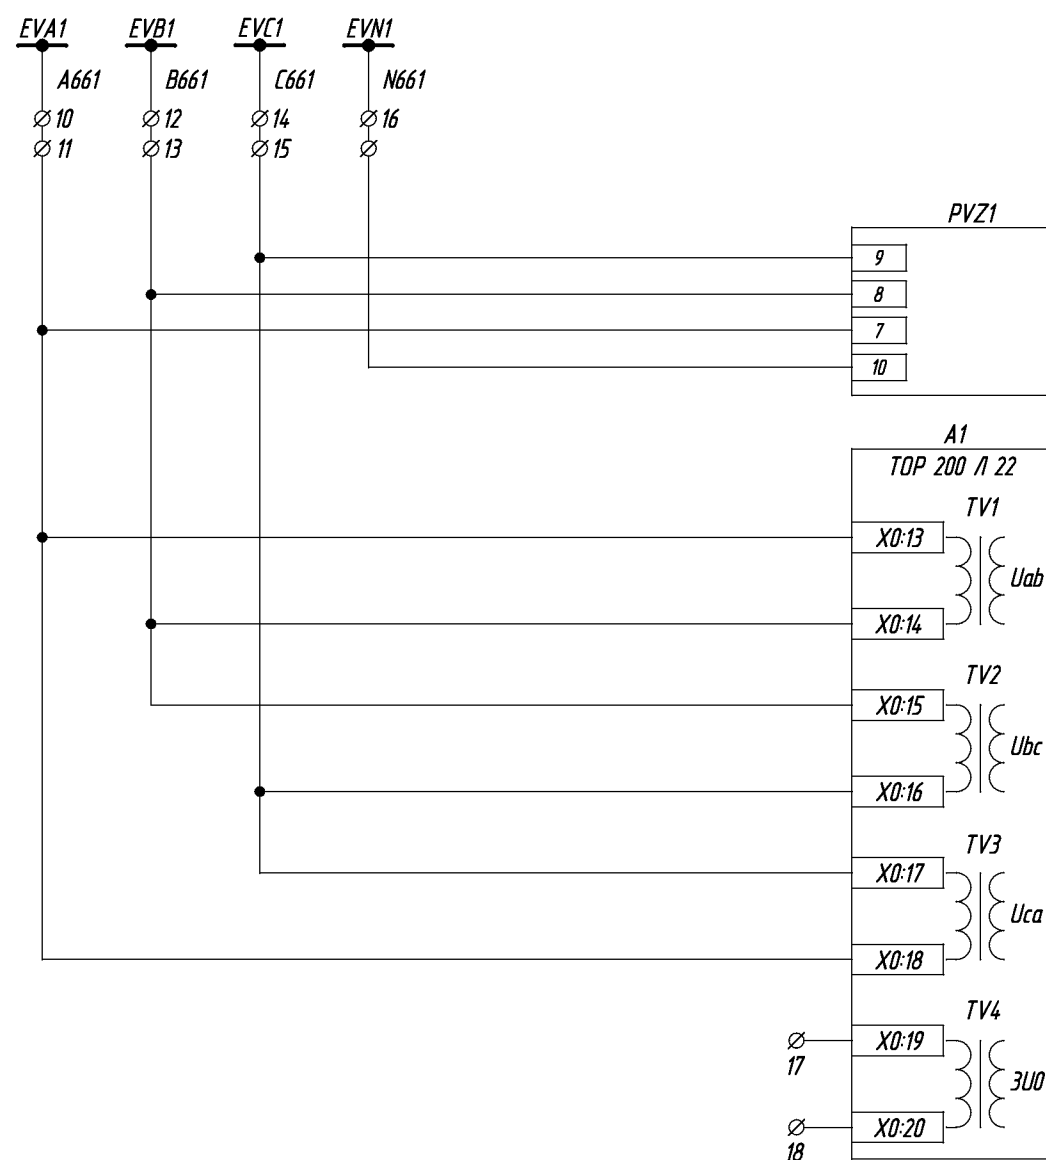 EVA1 EVB1 EVC1 EVN1
A661 B661 C661 N661
10 12 14 16
11 13 15
PVZ1
9
8
7
10
A1
ТОР 200 Л 22
TV1
X0:13
Uab
X0:14
TV2
X0:15
Ubc
X0:16
TV3
X0:17
Uca
X0:18
TV4
X0:19
17
3U0
X0:20
18